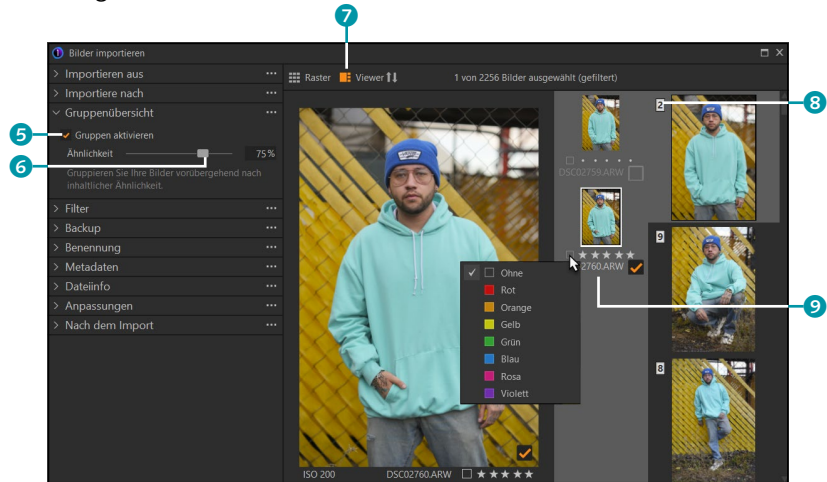 7
Bilder importieren
Importieren aus
Importiere nach
Gruppenübersicht
5
Gruppen aktivieren
6
Ähnlichkeit 75 %
Gruppieren Sie Ihre Bilder vorübergehend nach
inhaltlicher Ähnlichkeit.
Filter
Backup
Benennung
Metadaten
Dateiinfo
Anpassungen
Nach dem Import
Raster Viewer 1 von 2256 Bilder ausgewählt (gefiltert)
ISO 200 DSC02760.ARW
DSC02759.ARW
2760.ARW
Ohne
Rot
Orange
Gelb
Grün
Blau
Rosa
Violett
2
8
9
9
8